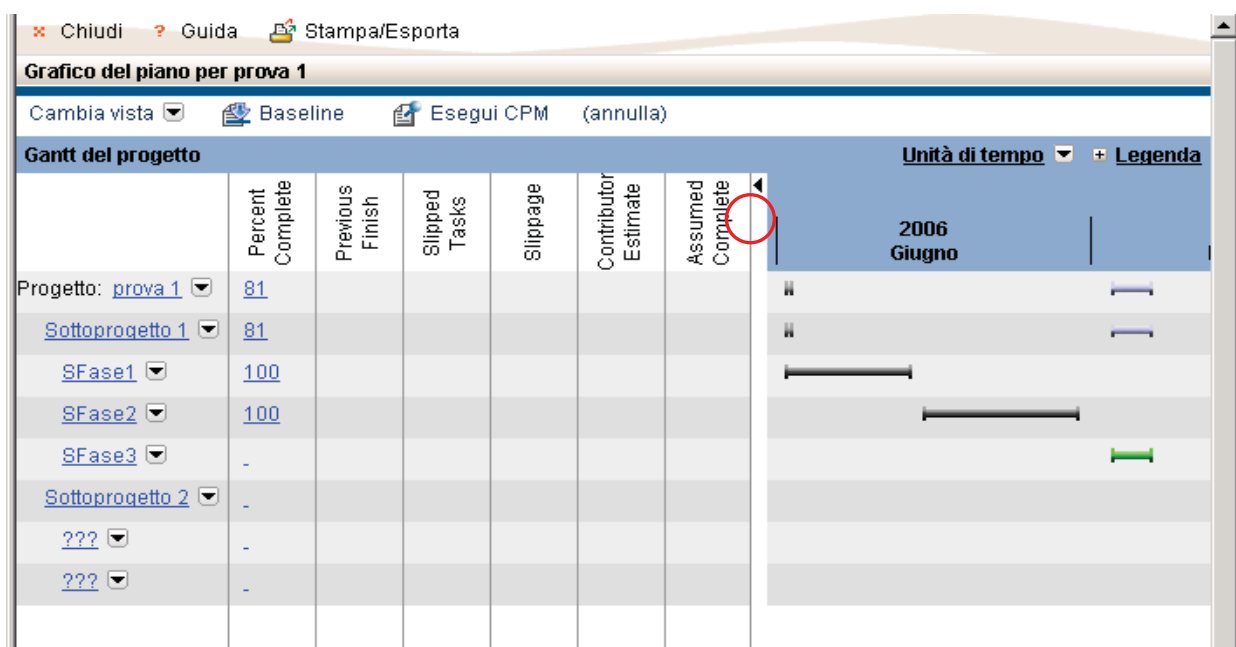 Chiudi ? Guida Stampa/Esporta
Grafico del piano per prova 1
Cambia vista Baseline Esegui CPM (annulla)
Gantt del progetto Unità di tempo Legenda
Percent Complete
Previous Finish
Slipped Tasks
Slippage
Contributor Estimate
Assumed Complete
2006
Giugno
Progetto: prova 1 81
Sottoprogetto 1 81
SFase1 100
SFase2 100
SFase3 -
Sottoprogetto 2 -
??? -
??? -